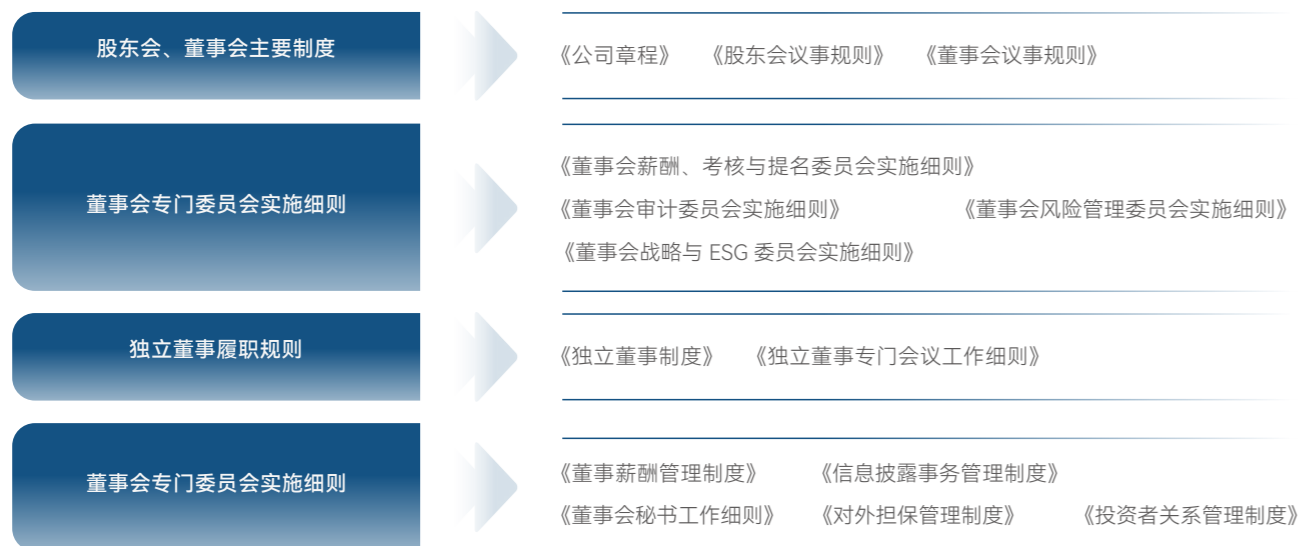 股东会、董事会主要制度
《公司章程》 《股东会议事规则》 《董事会议事规则》
董事会专门委员会实施细则
《董事会薪酬、考核与提名委员会实施细则》
《董事会审计委员会实施细则》 《董事会风险管理委员会实施细则》
《董事会战略与 ESG 委员会实施细则》
独立董事履职规则
《独立董事制度》 《独立董事专门会议工作细则》
董事会专门委员会实施细则
《董事薪酬管理制度》 《信息披露事务管理制度》
《董事会秘书工作细则》 《对外担保管理制度》 《投资者关系管理制度》